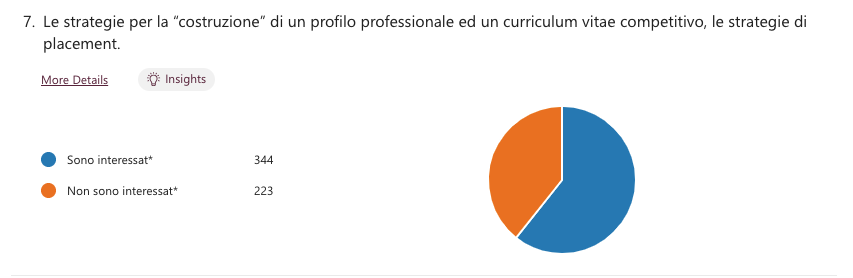 7. Le strategie per la “costruzione” di un profilo professionale ed un curriculum vitae competitivo, le strategie di
placement.
More Details
Insights
Sono interessat* 344
Non sono interessat* 223